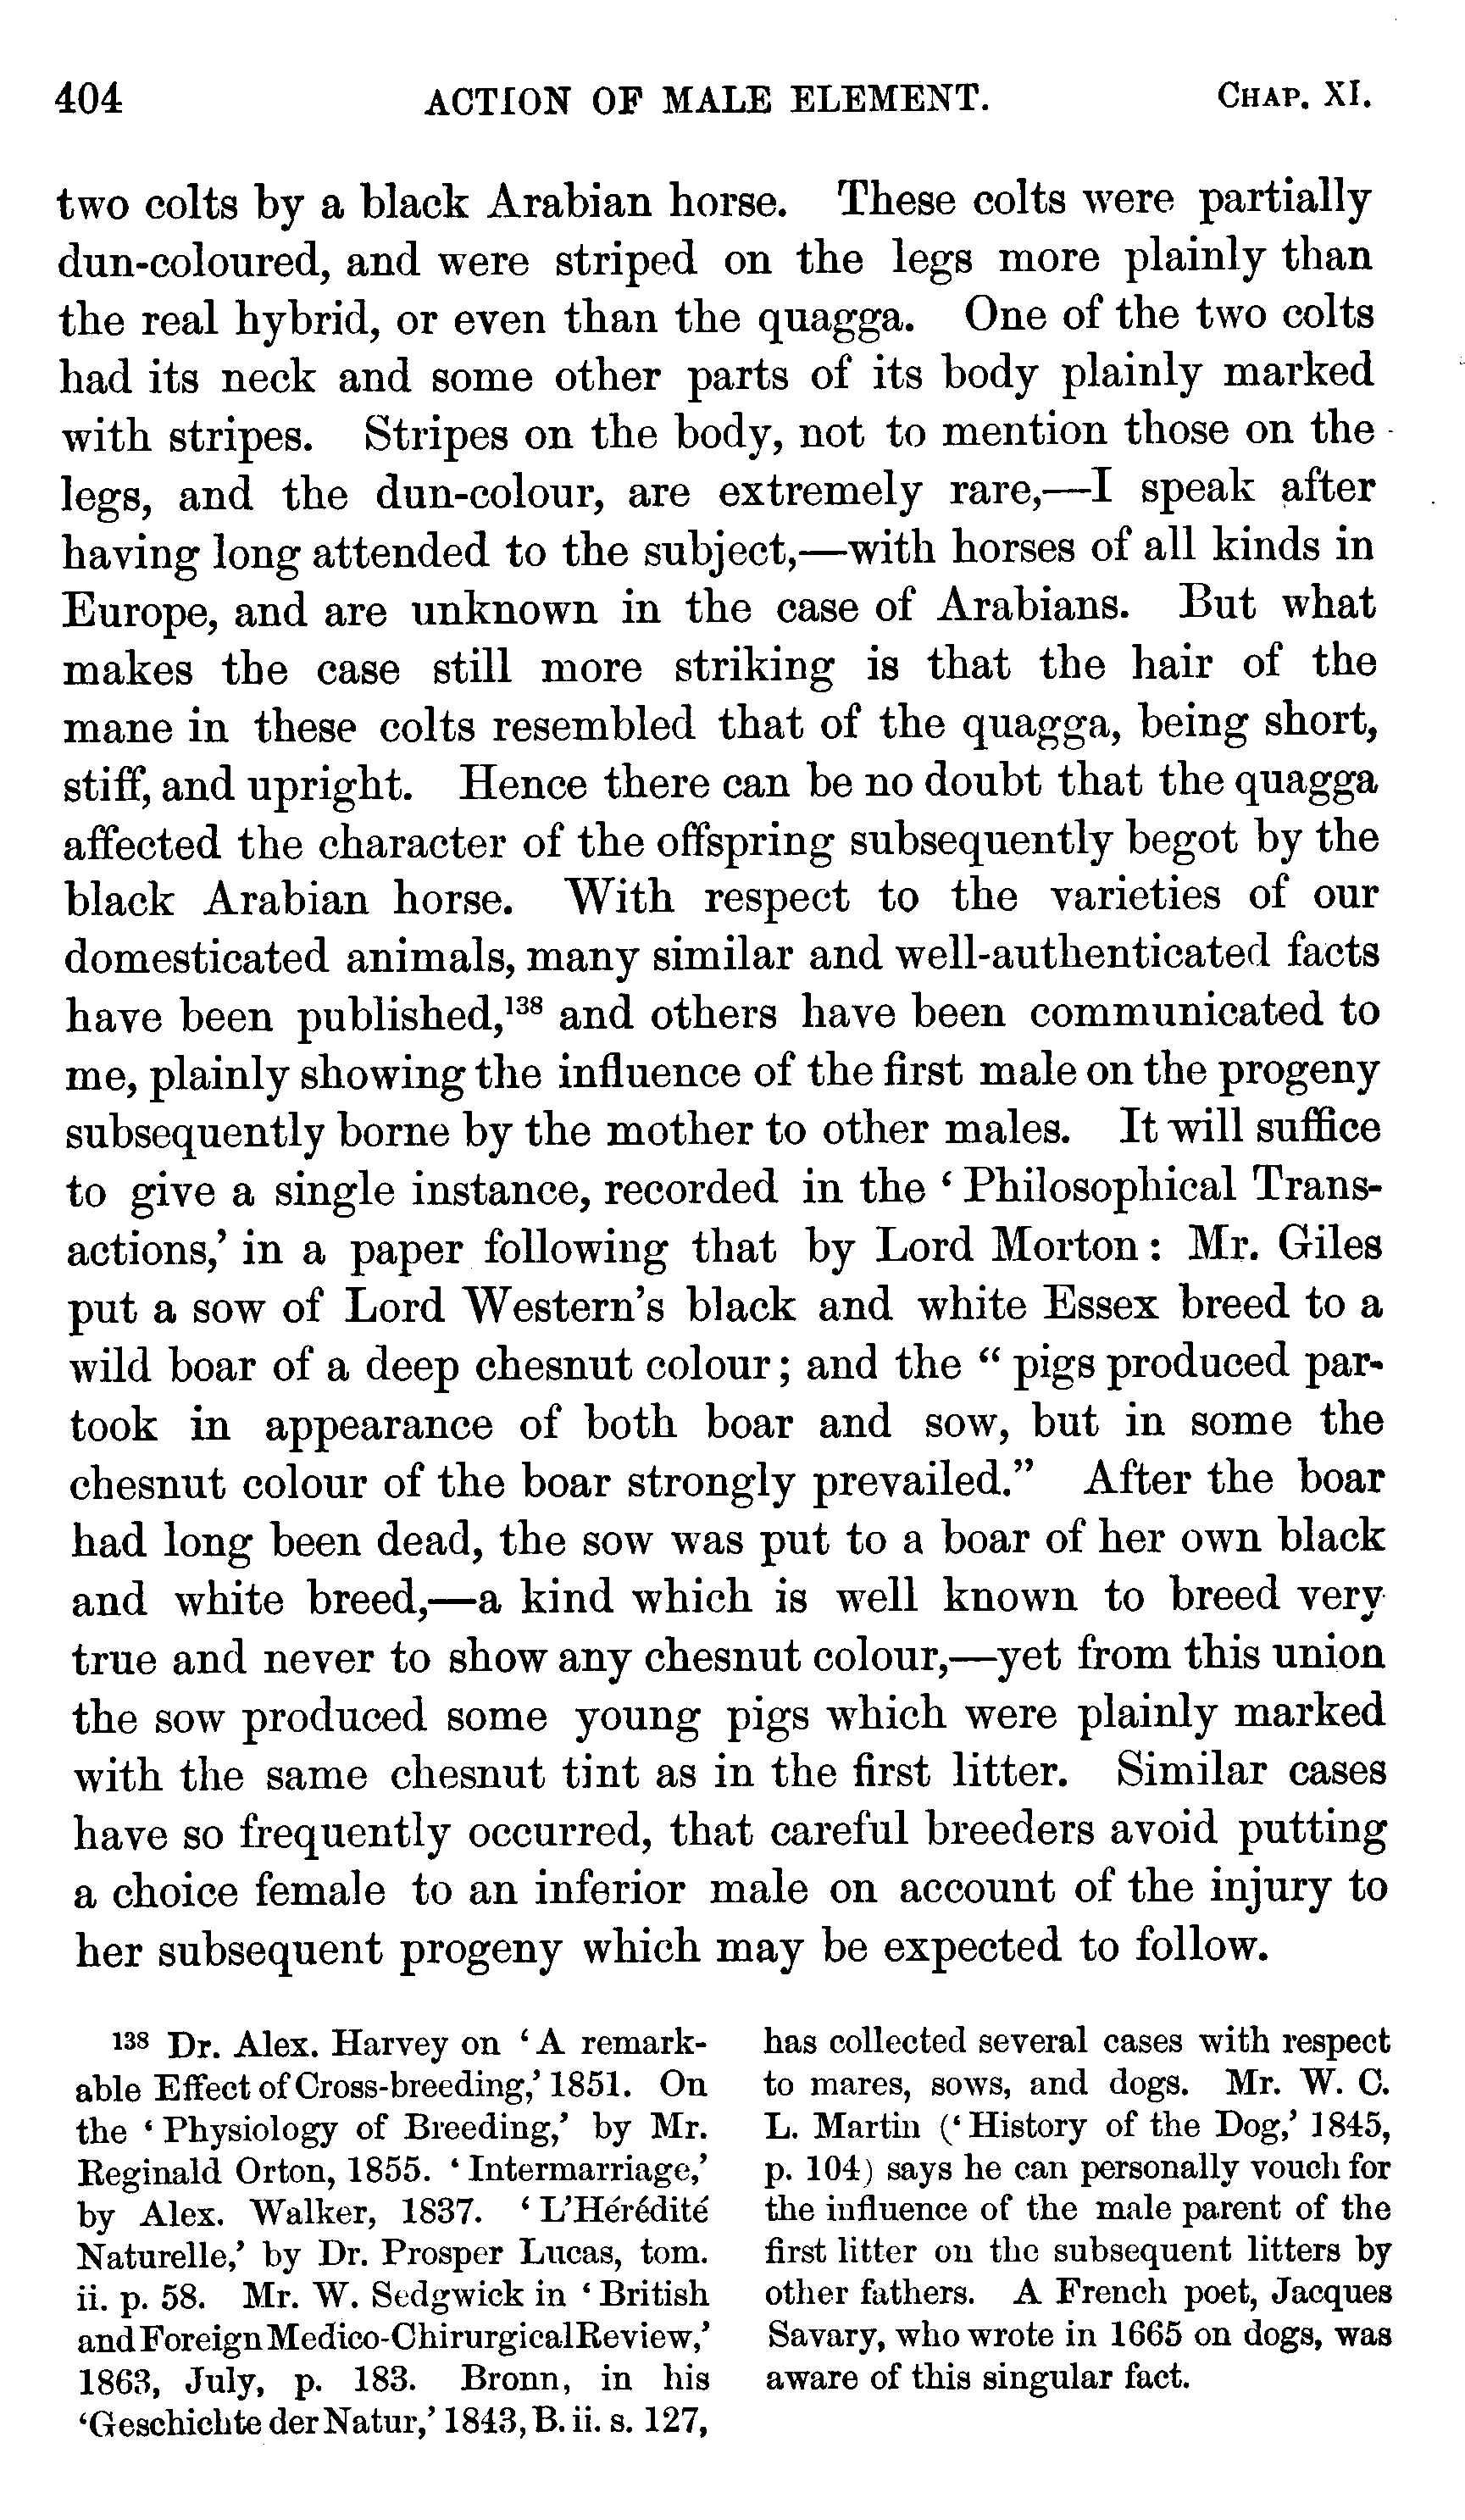 404 ACTION OF MALE ELEMENT. CHAP. XI.
two colts by a black Arabian horse. These colts were partially
dun-coloured, and were striped on the legs more plainly than
the real hybrid, or even than the quagga. One of the two colts
had its neck and some other parts of its body plainly marked
with stripes. Stripes on the body, not to mention those on the
legs, and the dun-colour, are extremely rare,—I speak after
having long attended to the subject,—with horses of all kinds in
Europe, and are unknown in the case of Arabians. But what
makes the case still more striking is that the hair of the
mane in these colts resembled that of the quagga, being short,
stiff, and upright. Hence there can be no doubt that the quagga
affected the character of the offspring subsequently begot by the
black Arabian horse. With respect to the varieties of our
domesticated animals, many similar and well-authenticated facts
have been published,¹³⁸ and others have been communicated to
me, plainly showing the influence of the first male on the progeny
subsequently borne by the mother to other males. It will suffice
to give a single instance, recorded in the ‘Philosophical Trans-
actions,’ in a paper following that by Lord Morton: Mr. Giles
put a sow of Lord Western’s black and white Essex breed to a
wild boar of a deep chesnut colour; and the “pigs produced par-
took in appearance of both boar and sow, but in some the
chesnut colour of the boar strongly prevailed.” After the boar
had long been dead, the sow was put to a boar of her own black
and white breed,—a kind which is well known to breed very
true and never to show any chesnut colour,—yet from this union
the sow produced some young pigs which were plainly marked
with the same chesnut tint as in the first litter. Similar cases
have so frequently occurred, that careful breeders avoid putting
a choice female to an inferior male on account of the injury to
her subsequent progeny which may be expected to follow.
¹³⁸ Dr. Alex. Harvey on ‘A remark-
able Effect of Cross-breeding,’ 1851. On
the ‘Physiology of Breeding,’ by Mr.
Reginald Orton, 1855. ‘Intermarriage,’
by Alex. Walker, 1837. ‘L’Hérédité
Naturelle,’ by Dr. Prosper Lucas, tom.
ii. p. 58. Mr. W. Sedgwick in ‘British
and Foreign Medico-Chirurgical Review,’
1863, July, p. 183. Bronn, in his
‘Geschichte der Natur,’ 1843, B. ii. s. 127,
has collected several cases with respect
to mares, sows, and dogs. Mr. W. C.
L. Martin (‘History of the Dog,’ 1845,
p. 104) says he can personally vouch for
the influence of the male parent of the
first litter on the subsequent litters by
other fathers. A French poet, Jacques
Savary, who wrote in 1665 on dogs, was
aware of this singular fact.